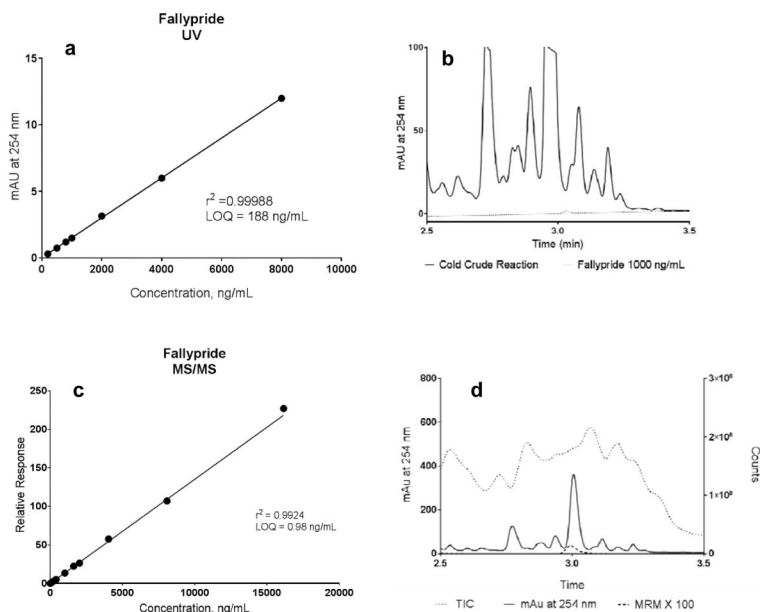 Fallypride
UV
a
15
10
5
0
mAU at 254 nm
r² =0.99988
LOQ = 188 ng/mL
0 2000 4000 6000 8000 10000
Concentration, ng/mL
b
100
50
0
mAU at 254 nm
2.5 3.0 3.5
Time (min)
Cold Crude Reaction Fallypride 1000 ng/mL
Fallypride
MS/MS
c
250
200
150
100
50
0
Relative Response
r² = 0.9924
LOQ = 0.98 ng/mL
0 5000 10000 15000 20000
Concentration, ng/mL
d
800
600
400
200
0
mAu at 254 nm
3×10⁸
2×10⁸
1×10⁸
0
Counts
2.5 3.0 3.5
Time
TIC mAu at 254 nm MRM X 100